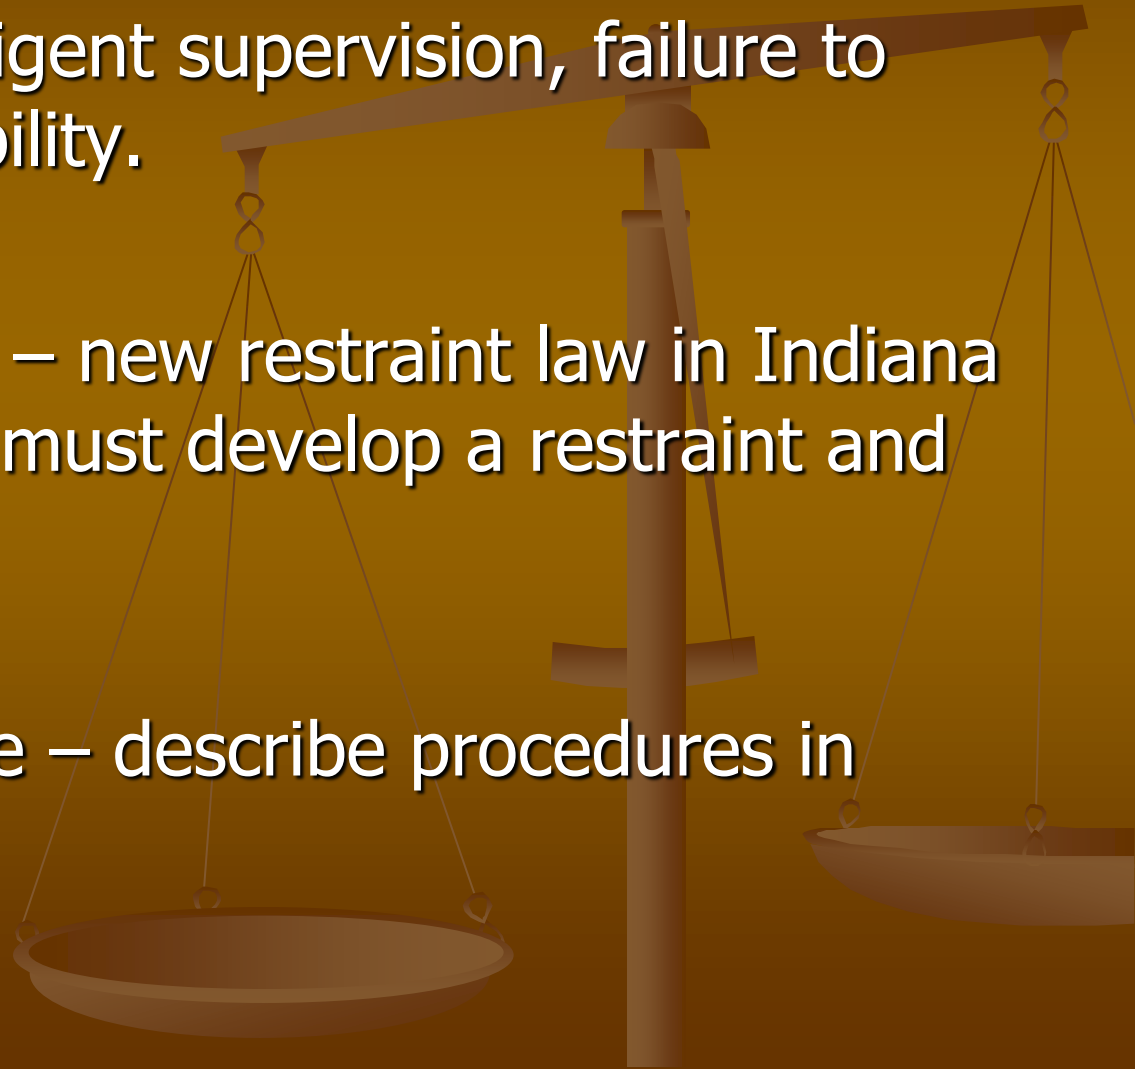 igent supervision, failure to
bility.
– new restraint law in Indiana
must develop a restraint and
e – describe procedures in